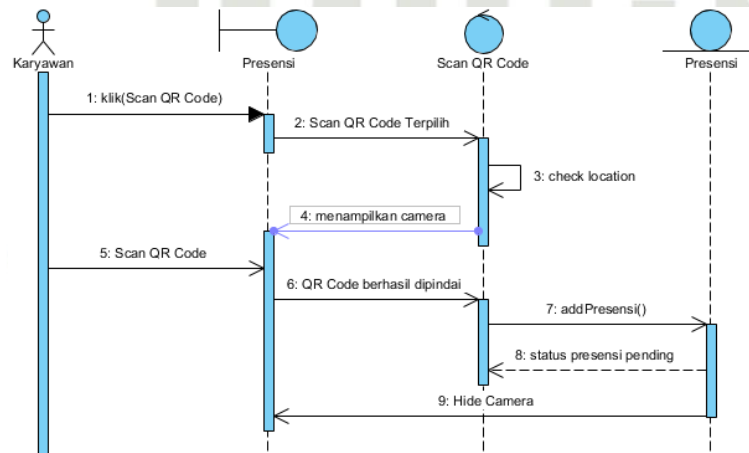 Karyawan
Presensi
Scan QR Code
Presensi
1: klik(Scan QR Code)
2: Scan QR Code Terpilih
3: check location
4: menampilkan camera
5: Scan QR Code
6: QR Code berhasil dipindai
7: addPresensi()
8: status presensi pending
9: Hide Camera